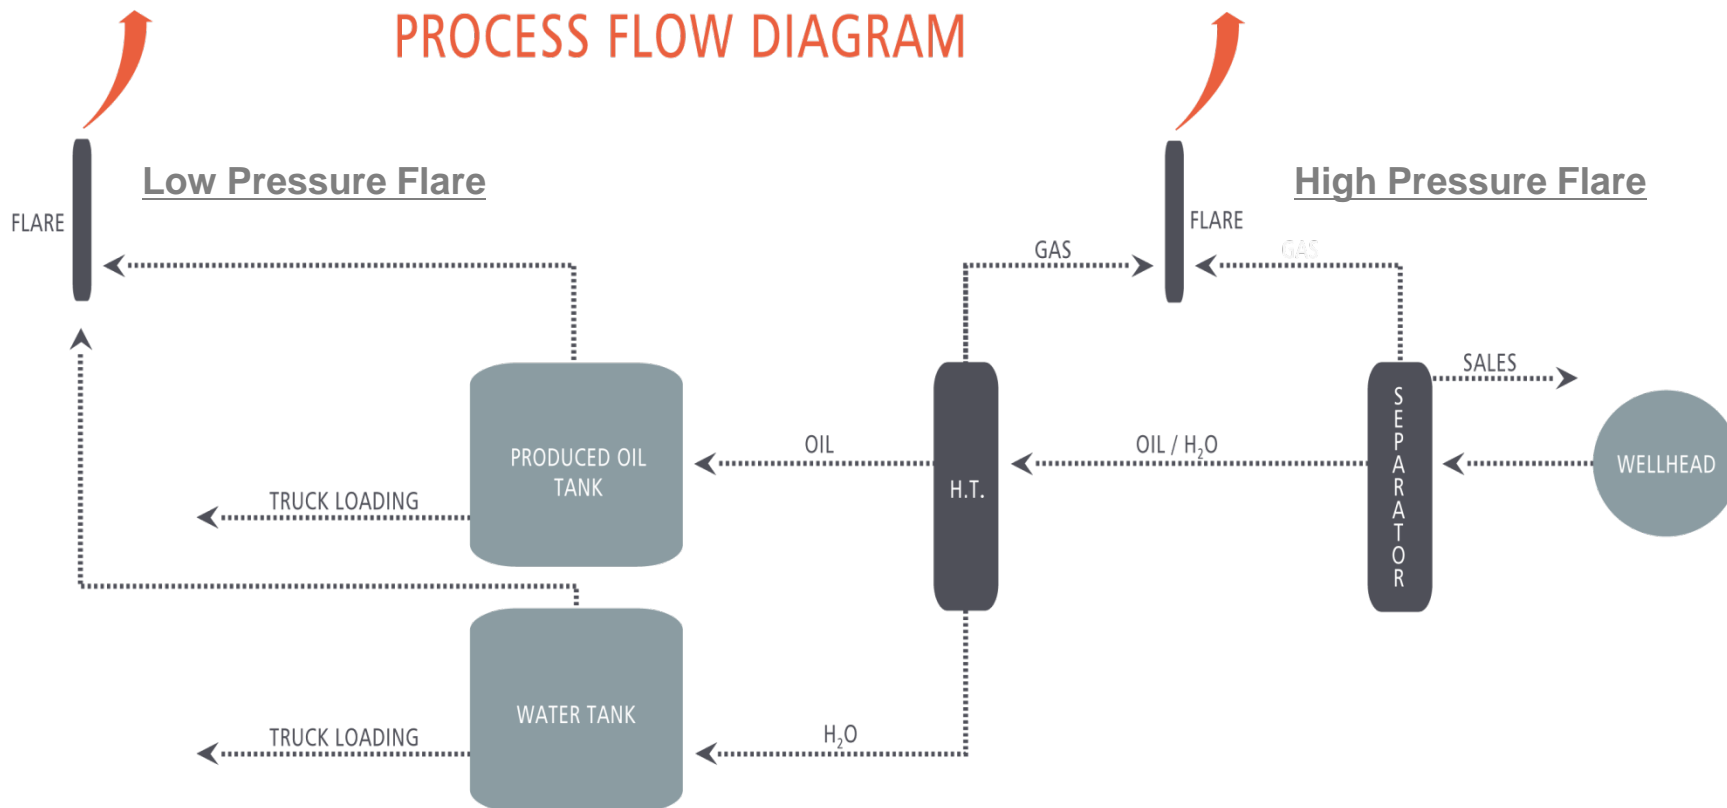 PROCESS FLOW DIAGRAM
Low Pressure Flare
High Pressure Flare
FLARE
FLARE
GAS
GAS
SALES
OIL
OIL / H₂O
WELLHEAD
PRODUCED OIL
TANK
H.T.
SEPARATOR
TRUCK LOADING
WATER TANK
H₂O
TRUCK LOADING